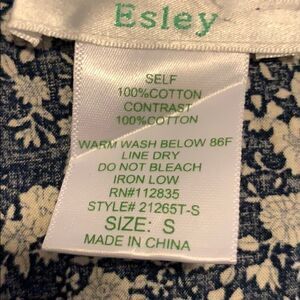 Esley
SELF
100%COTTON
CONTRAST
100%COTTON
WARM WASH BELOW 86F
LINE DRY
DO NOT BLEACH
IRON LOW
RN#112835
STYLE# 21265T-S
SIZE: S
MADE IN CHINA